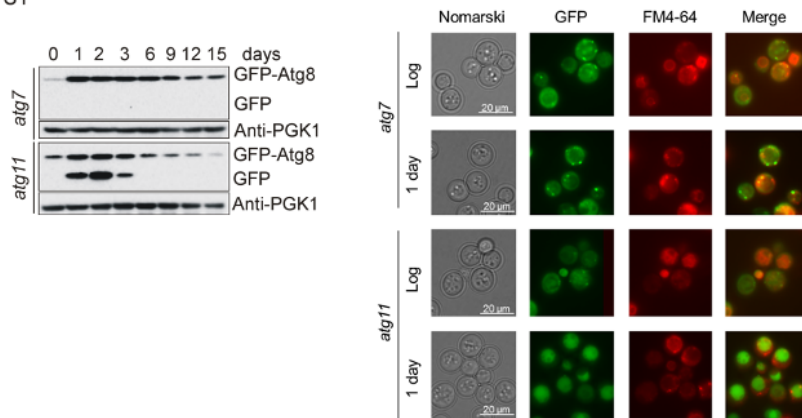 0 1 2 3 6 9 12 15 days
GFP-Atg8
GFP
Anti-PGK1
GFP-Atg8
GFP
Anti-PGK1
atg7
atg11
Nomarski GFP FM4-64 Merge
atg7
Log
20 µm
1 day
20 µm
atg11
Log
20 µm
1 day
20 µm